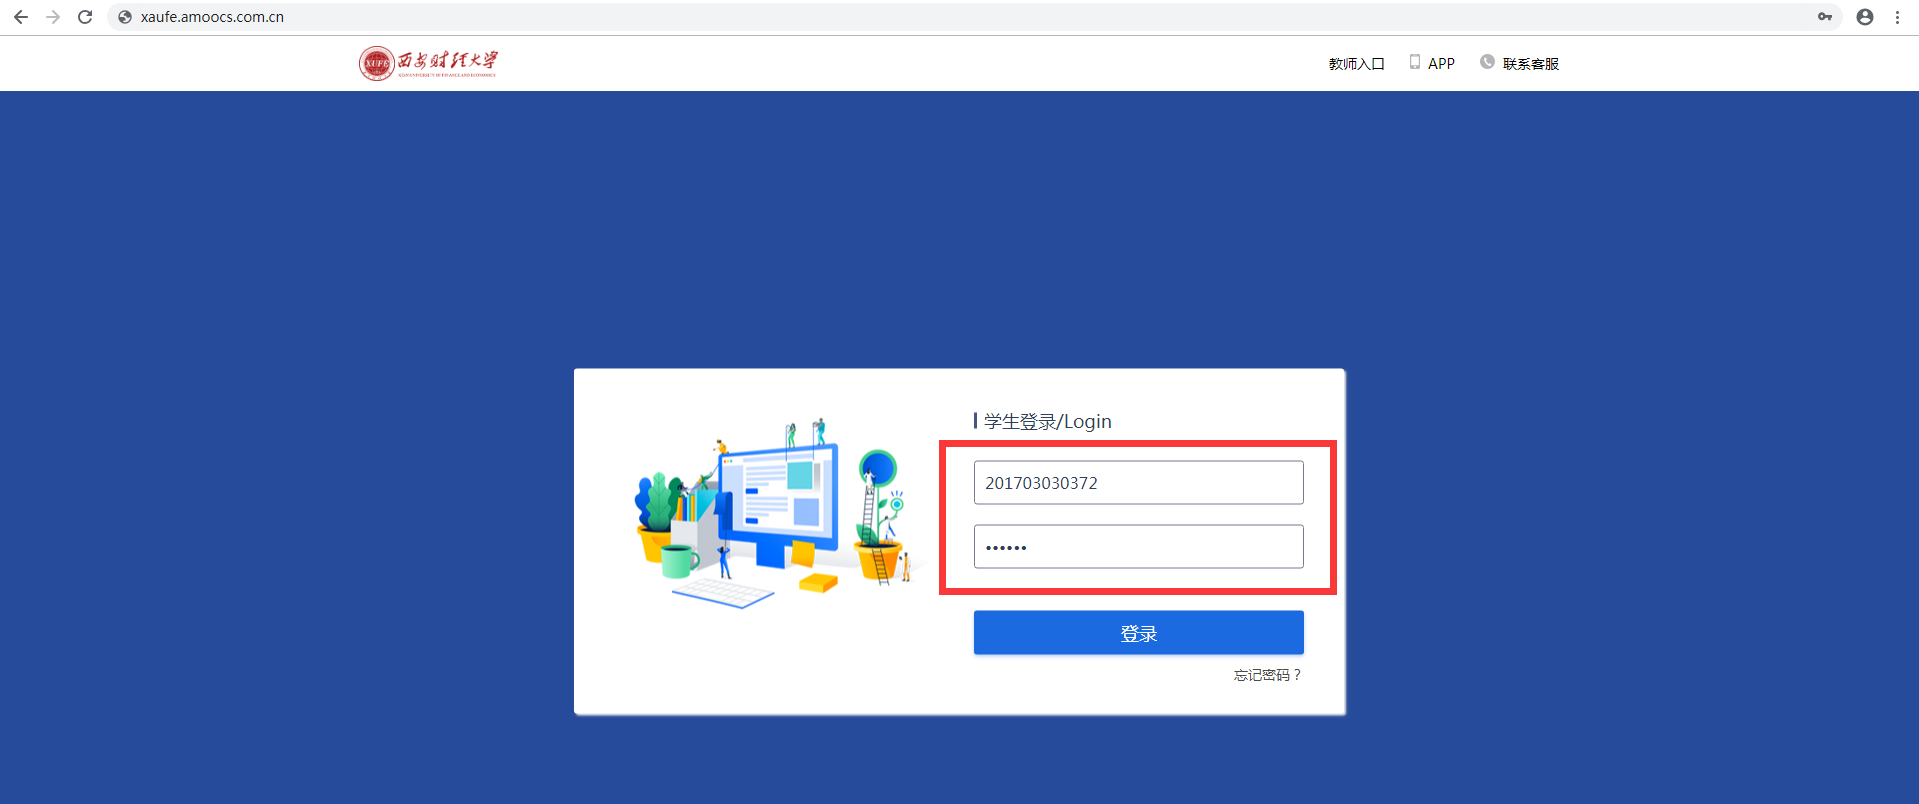 xaufe.amoocs.com.cn
XUFE 西安财经大学
教师入口 APP 联系客服
学生登录/Login
201703030372
••••••
登录
忘记密码？